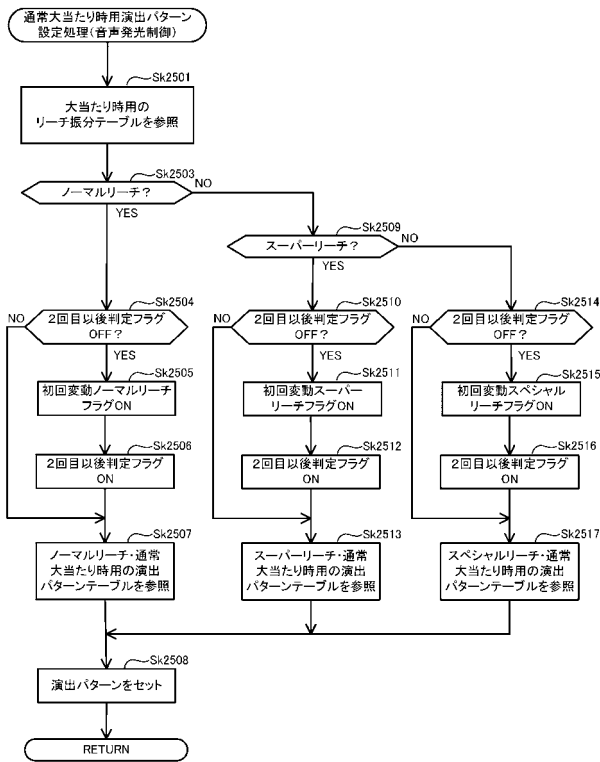 通常大当たり時用演出パターン
設定処理(音声発光制御)
Sk2501
大当たり時用の
リーチ振分テーブルを参照
Sk2503
ノーマルリーチ?
NO
YES
Sk2509
スーパーリーチ?
NO
YES
Sk2504
NO
2回目以後判定フラグ
OFF?
YES
Sk2510
NO
2回目以後判定フラグ
OFF?
YES
Sk2514
NO
2回目以後判定フラグ
OFF?
YES
Sk2505
初回変動ノーマルリーチ
フラグON
Sk2511
初回変動スーパー
リーチフラグON
Sk2515
初回変動スペシャル
リーチフラグON
Sk2506
2回目以後判定フラグ
ON
Sk2512
2回目以後判定フラグ
ON
Sk2516
2回目以後判定フラグ
ON
Sk2507
ノーマルリーチ・通常
大当たり時用の演出
パターンテーブルを参照
Sk2513
スーパーリーチ・通常
大当たり時用の演出
パターンテーブルを参照
Sk2517
スペシャルリーチ・通常
大当たり時用の演出
パターンテーブルを参照
Sk2508
演出パターンをセット
RETURN